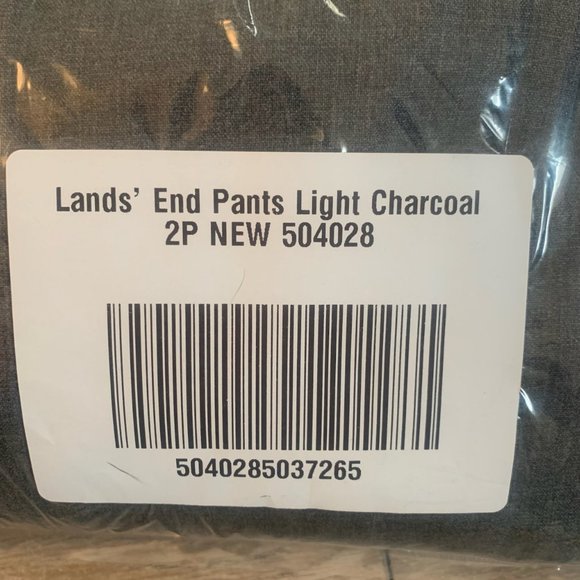 Lands’ End Pants Light Charcoal
2P NEW 504028
5040285037265